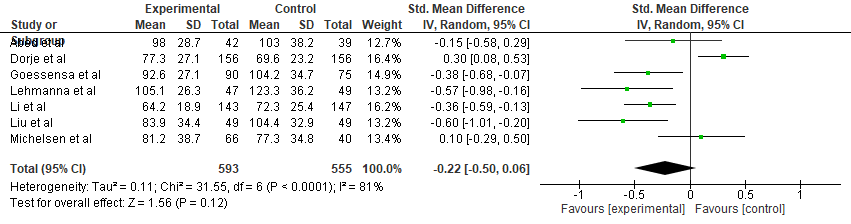 Experimental Control Std. Mean Difference Std. Mean Difference
Study or Subgroup Mean SD Total Mean SD Total Weight IV, Random, 95% CI IV, Random, 95% CI
98 28.7 42 103 38.2 39 12.7% -0.15 [-0.58, 0.29]
Dorje et al 77.3 27.1 156 69.6 23.2 156 16.4% 0.30 [0.08, 0.53]
Goessensa et al 92.6 27.1 90 104.2 34.2 75 15.0% -0.38 [-0.68, -0.07]
Lehmanna et al 105.1 26.3 47 123.3 36.2 49 13.1% -0.57 [-0.98, -0.16]
Li et al 64.2 18.9 143 72.3 25.4 147 16.3% -0.36 [-0.59, -0.13]
Liu et al 83.9 34.4 49 104.4 32.9 49 13.1% -0.60 [-1.01, -0.20]
Michelsen et al 81.2 38.7 66 77.3 34.8 40 13.4% 0.10 [-0.29, 0.50]
Total (95% CI) 593 555 100.0% -0.22 [-0.50, 0.06]
Heterogeneity: Tau² = 0.11; Chi² = 31.55, df = 6 (P < 0.0001); I² = 81%
Test for overall effect: Z = 1.56 (P = 0.12)
-1 -0.5 0 0.5 1
Favours [experimental] Favours [control]